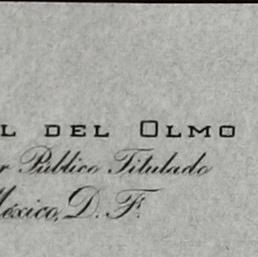 L DEL OLMO
r Público Titulado
México, D. F.